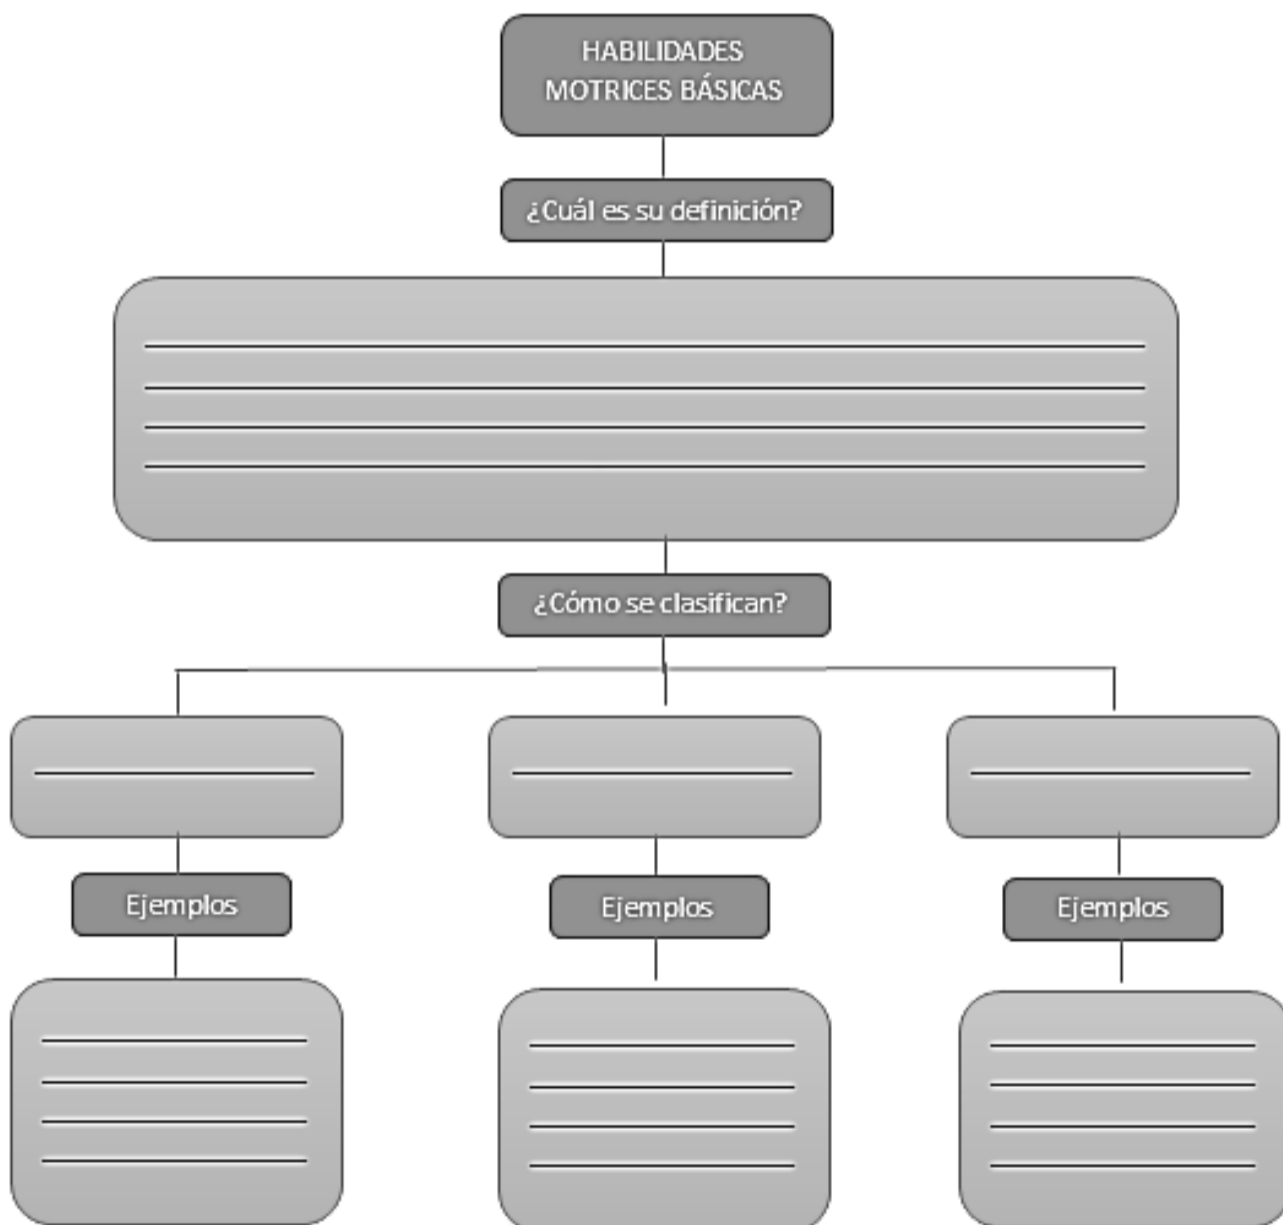 HABILIDADES
MOTRICES BÁSICAS
¿Cuál es su definición?
¿Cómo se clasifican?
Ejemplos
Ejemplos
Ejemplos